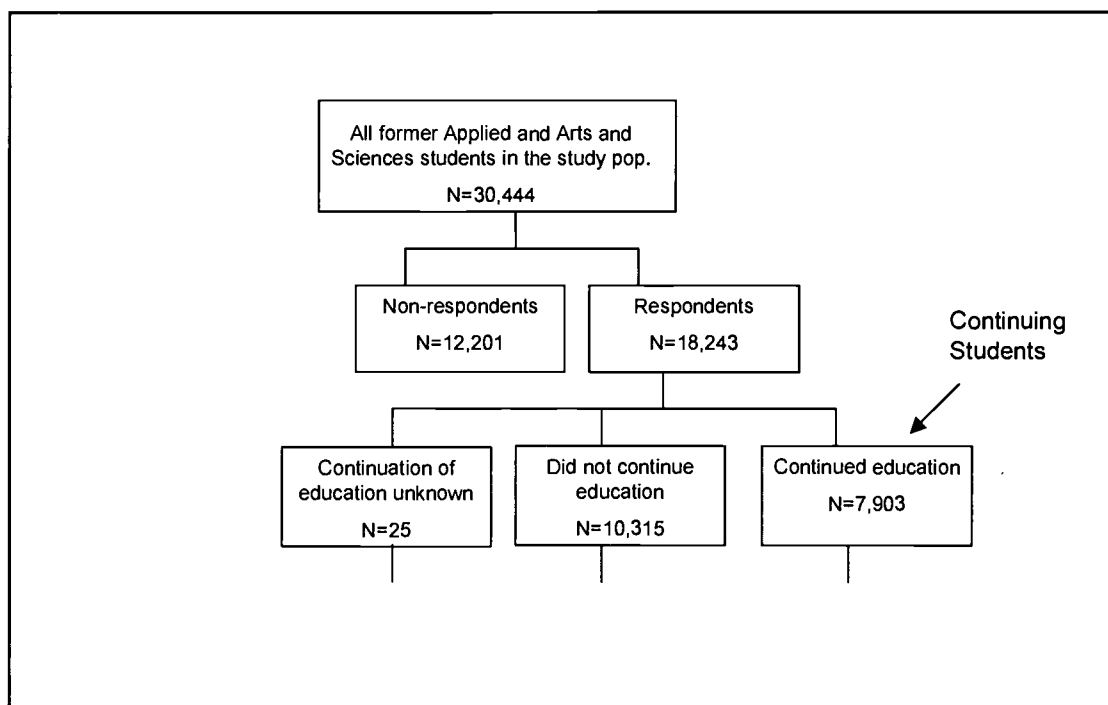 All former Applied and Arts and
Sciences students in the study pop.
N=30,444
Non-respondents
N=12,201
Respondents
N=18,243
Continuing
Students
Continuation of
education unknown
N=25
Did not continue
education
N=10,315
Continued education
N=7,903